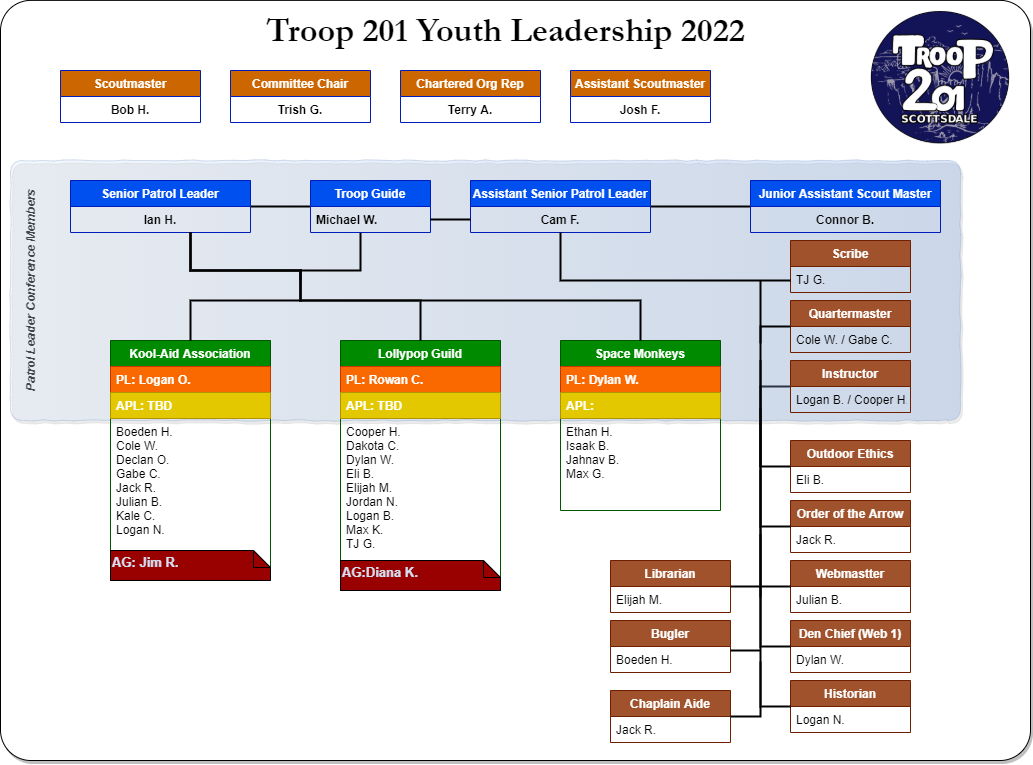 Troop 201 Youth Leadership 2022
TROOP
201
SCOTTSDALE
Scoutmaster
Bob H.
Committee Chair
Trish G.
Chartered Org Rep
Terry A.
Assistant Scoutmaster
Josh F.
Patrol Leader Conference Members
Senior Patrol Leader
Ian H.
Troop Guide
Michael W.
Assistant Senior Patrol Leader
Cam F.
Junior Assistant Scout Master
Connor B.
Scribe
TJ G.
Quartermaster
Cole W. / Gabe C.
Instructor
Logan B. / Cooper H
Kool-Aid Association
PL: Logan O.
APL: TBD
Boeden H.
Cole W.
Declan O.
Gabe C.
Jack R.
Julian B.
Kale C.
Logan N.
AG: Jim R.
Lollypop Guild
PL: Rowan C.
APL: TBD
Cooper H.
Dakota C.
Dylan W.
Eli B.
Elijah M.
Jordan N.
Logan B.
Max K.
TJ G.
AG:Diana K.
Space Monkeys
PL: Dylan W.
APL:
Ethan H.
Isaak B.
Jahnav B.
Max G.
Outdoor Ethics
Eli B.
Order of the Arrow
Jack R.
Librarian
Elijah M.
Webmastter
Julian B.
Bugler
Boeden H.
Den Chief (Web 1)
Dylan W.
Chaplain Aide
Jack R.
Historian
Logan N.